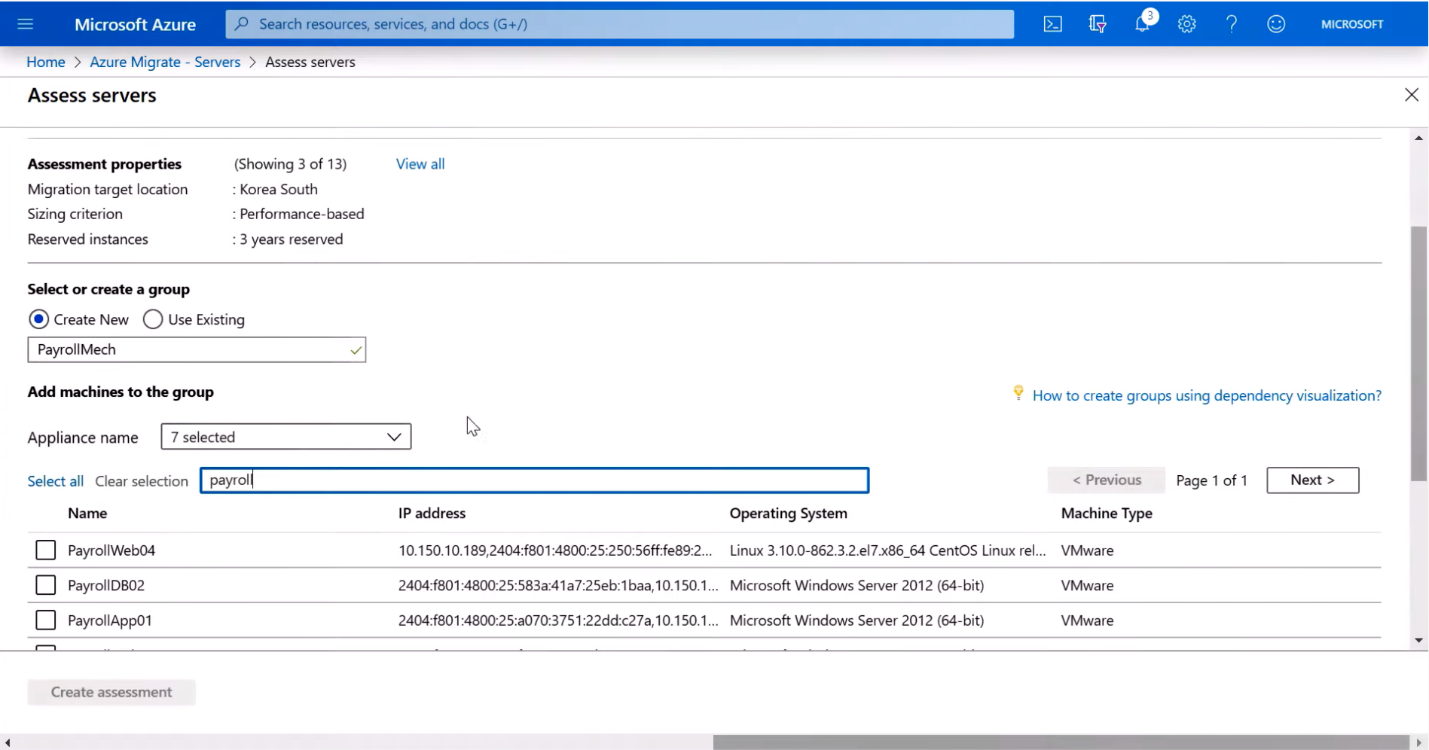 Microsoft Azure Search resources, services, and docs (G+/) 3 MICROSOFT
Home > Azure Migrate - Servers > Assess servers
Assess servers
Assessment properties (Showing 3 of 13) View all
Migration target location : Korea South
Sizing criterion : Performance-based
Reserved instances : 3 years reserved
Select or create a group
Create New Use Existing
PayrollMech
Add machines to the group
How to create groups using dependency visualization?
Appliance name 7 selected
Select all Clear selection payroll < Previous Page 1 of 1 Next >
Name IP address Operating System Machine Type
PayrollWeb04 10.150.10.189,2404:f801:4800:25:250:56ff:fe89:2... Linux 3.10.0-862.3.2.el7.x86_64 CentOS Linux rel... VMware
PayrollDB02 2404:f801:4800:25:583a:41a7:25eb:1baa,10.150.1... Microsoft Windows Server 2012 (64-bit) VMware
PayrollApp01 2404:f801:4800:25:a070:3751:22dd:c27a,10.150.1... Microsoft Windows Server 2012 (64-bit) VMware
Create assessment